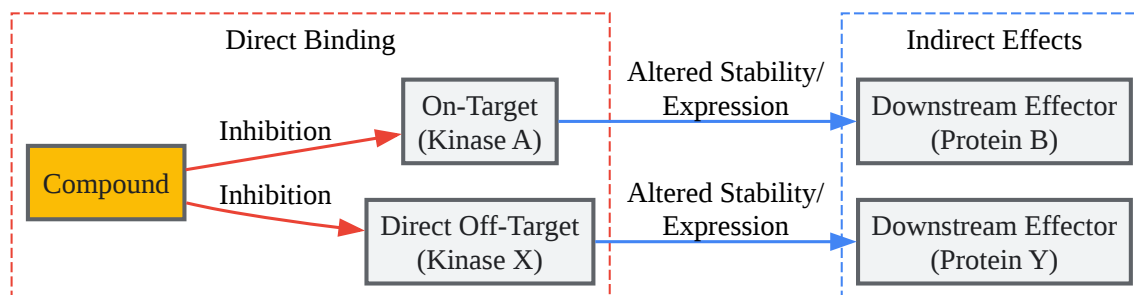 Direct Binding
Indirect Effects
Compound
Inhibition
Inhibition
On-Target
(Kinase A)
Direct Off-Target
(Kinase X)
Altered Stability/
Expression
Altered Stability/
Expression
Downstream Effector
(Protein B)
Downstream Effector
(Protein Y)